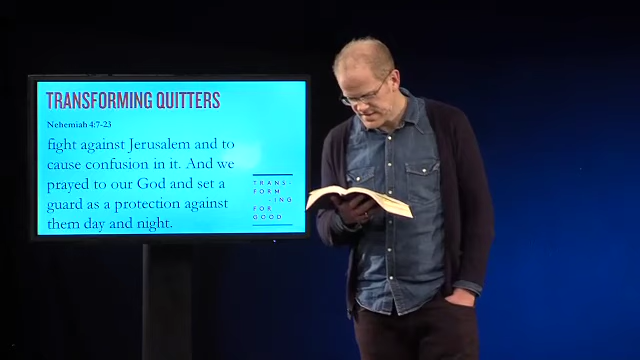 TRANSFORMING QUITTERS
Nehemiah 4:7-23
fight against Jerusalem and to
cause confusion in it. And we
prayed to our God and set a
guard as a protection against
them day and night.
TRANS-
FORM
-ING
FOR
GOOD